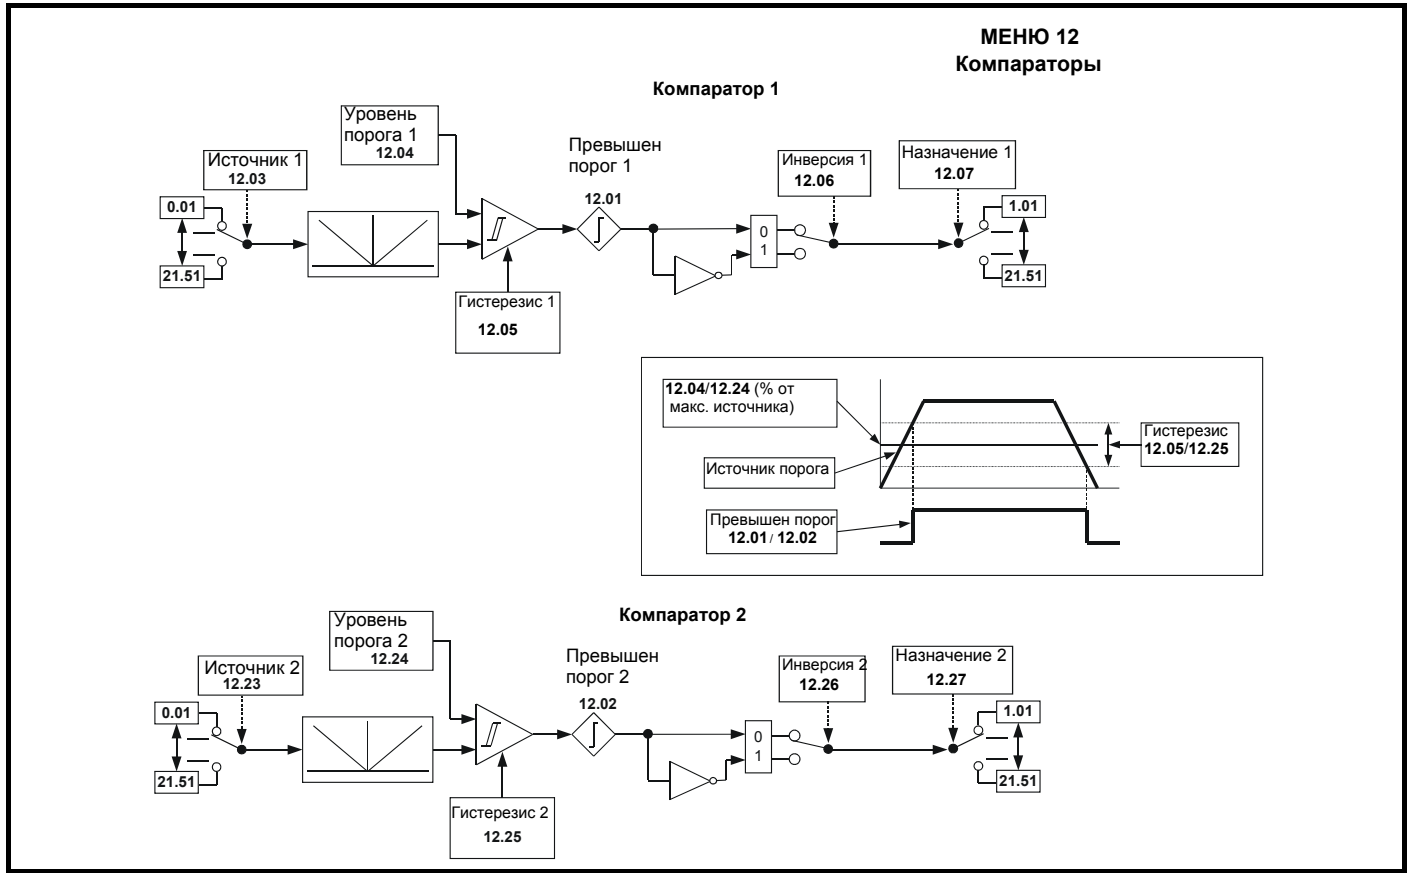 МЕНЮ 12
Компараторы
Компаратор 1
Уровень
порога 1
12.04
Источник 1
12.03
Превышен
порог 1
12.01
Инверсия 1
12.06
Назначение 1
12.07
0.01
21.51
0
1
1.01
21.51
Гистерезис 1
12.05
12.04/12.24 (% от
макс. источника)
Источник порога
Гистерезис
12.05/12.25
Превышен порог
12.01 / 12.02
Компаратор 2
Уровень
порога 2
12.24
Источник 2
12.23
Превышен
порог 2
12.02
Инверсия 2
12.26
Назначение 2
12.27
0.01
21.51
0
1
1.01
21.51
Гистерезис 2
12.25